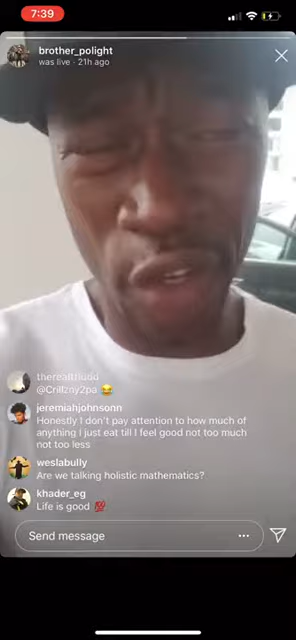 7:39
brother_polight
was live · 21h ago
therealtriudd
@Crillzny2pa 😂
jeremiahjohnsonn
Honestly I don't pay attention to how much of
anything I just eat till I feel good not too much
not too less
weslabully
Are we talking holistic mathematics?
khader_eg
Life is good 💯
Send message